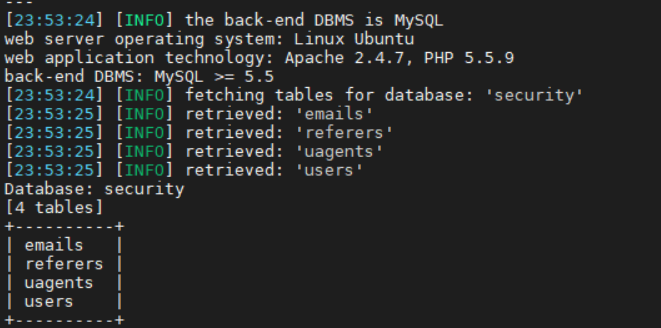 ---
[23:53:24] [INFO] the back-end DBMS is MySQL
web server operating system: Linux Ubuntu
web application technology: Apache 2.4.7, PHP 5.5.9
back-end DBMS: MySQL >= 5.5
[23:53:24] [INFO] fetching tables for database: 'security'
[23:53:25] [INFO] retrieved: 'emails'
[23:53:25] [INFO] retrieved: 'referers'
[23:53:25] [INFO] retrieved: 'uagents'
[23:53:25] [INFO] retrieved: 'users'
Database: security
[4 tables]
+----------+
| emails   |
| referers |
| uagents  |
| users    |
+----------+